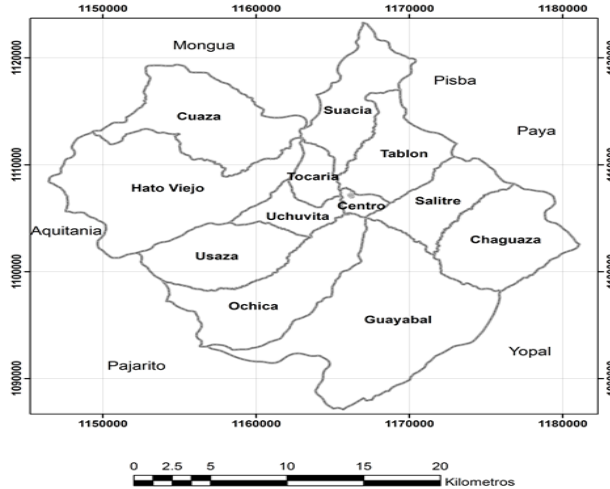 1150000 1160000 1170000 1180000
Mongua
1120000
Suacia
Pisba
Cuaza
Paya
Tablon
1110000
Tocaria
Hato Viejo
Salitre
Centro
Uchuvita
Aquitania
Chaguaza
Usaza
1100000
Ochica
Guayabal
Yopal
Pajarito
1090000
1150000 1160000 1170000 1180000
0 2.5 5 10 15 20
Kilometros